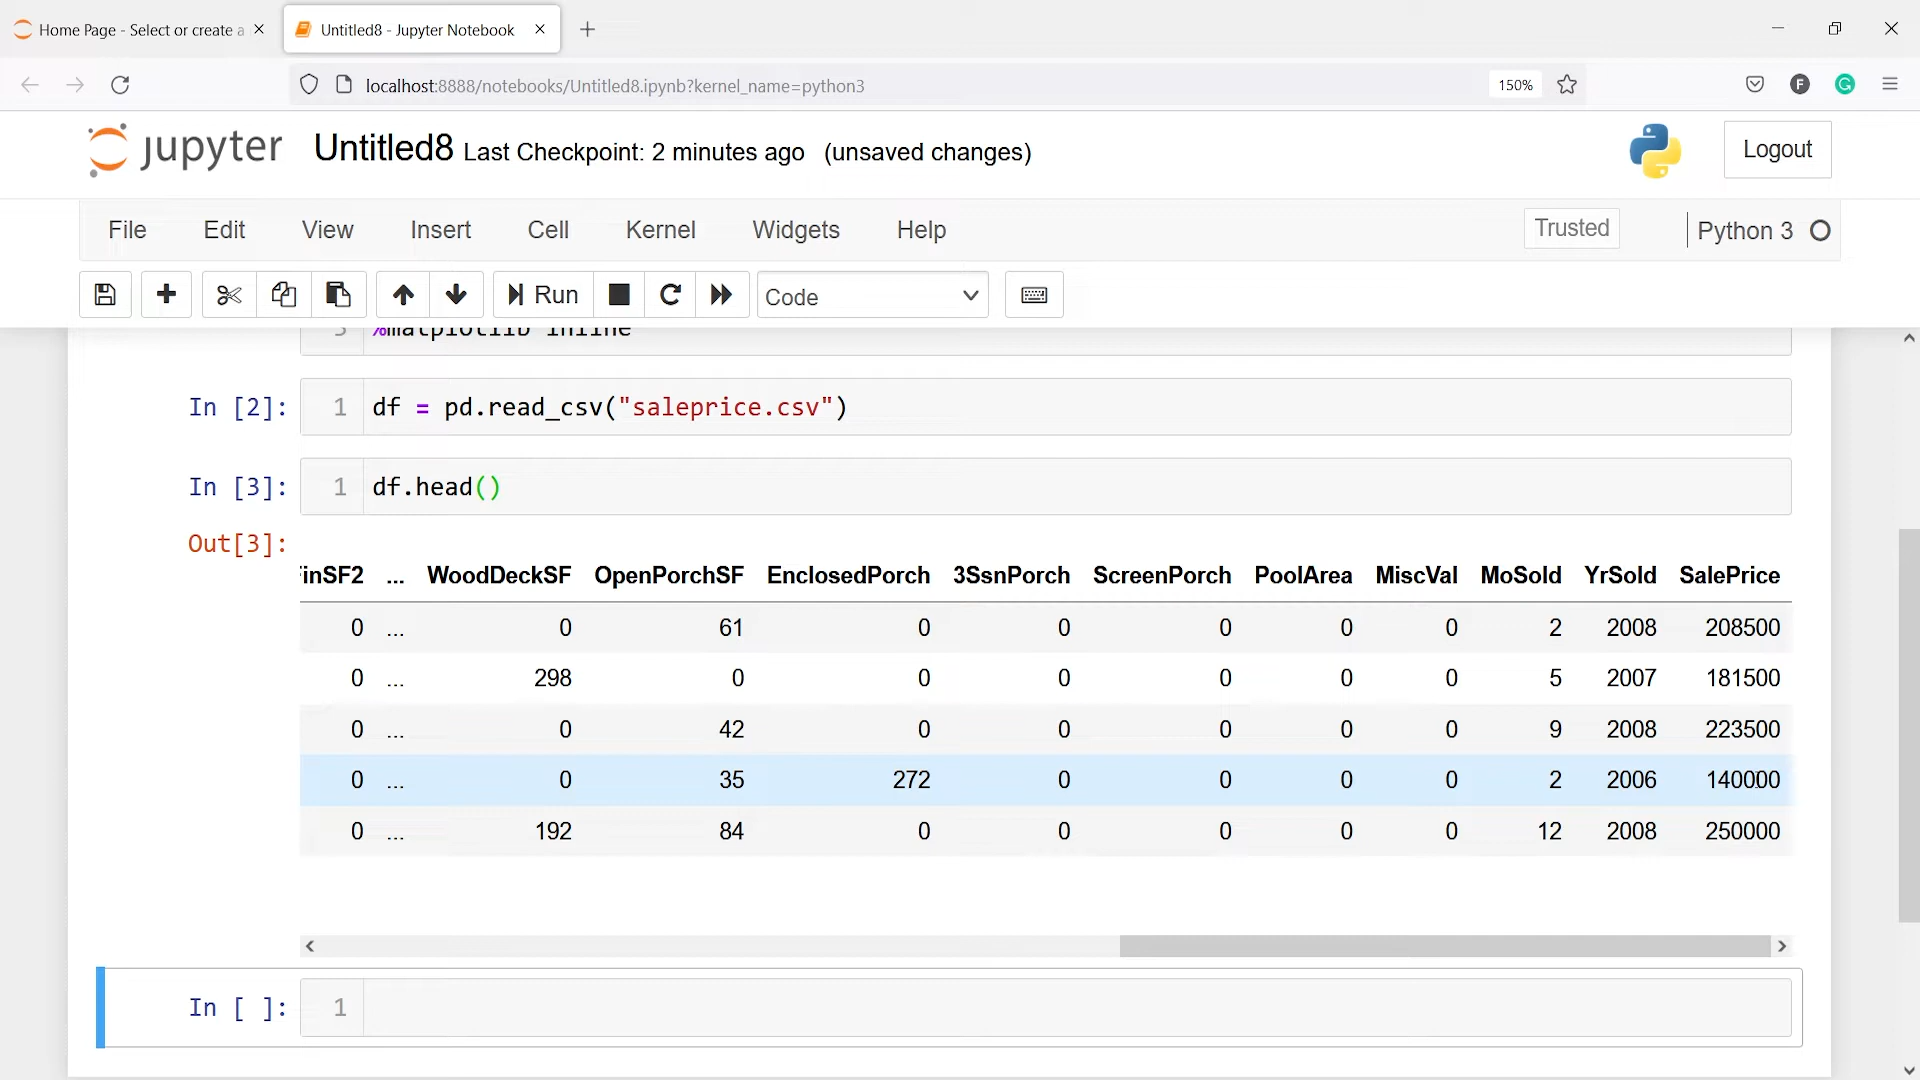 Home Page - Select or create a
Untitled8 - Jupyter Notebook
localhost:8888/notebooks/Untitled8.ipynb?kernel_name=python3
150%
F
G
jupyter Untitled8 Last Checkpoint: 2 minutes ago (unsaved changes)
Logout
File Edit View Insert Cell Kernel Widgets Help
Trusted
Python 3
Run
Code
3 %matplotlib inline
In [2]: 1 df = pd.read_csv("saleprice.csv")
In [3]: 1 df.head()
Out[3]:
inSF2 ... WoodDeckSF OpenPorchSF EnclosedPorch 3SsnPorch ScreenPorch PoolArea MiscVal MoSold YrSold SalePrice
0 ... 0 61 0 0 0 0 0 2 2008 208500
0 ... 298 0 0 0 0 0 0 5 2007 181500
0 ... 0 42 0 0 0 0 0 9 2008 223500
0 ... 0 35 272 0 0 0 0 2 2006 140000
0 ... 192 84 0 0 0 0 0 12 2008 250000
In [ ]: 1